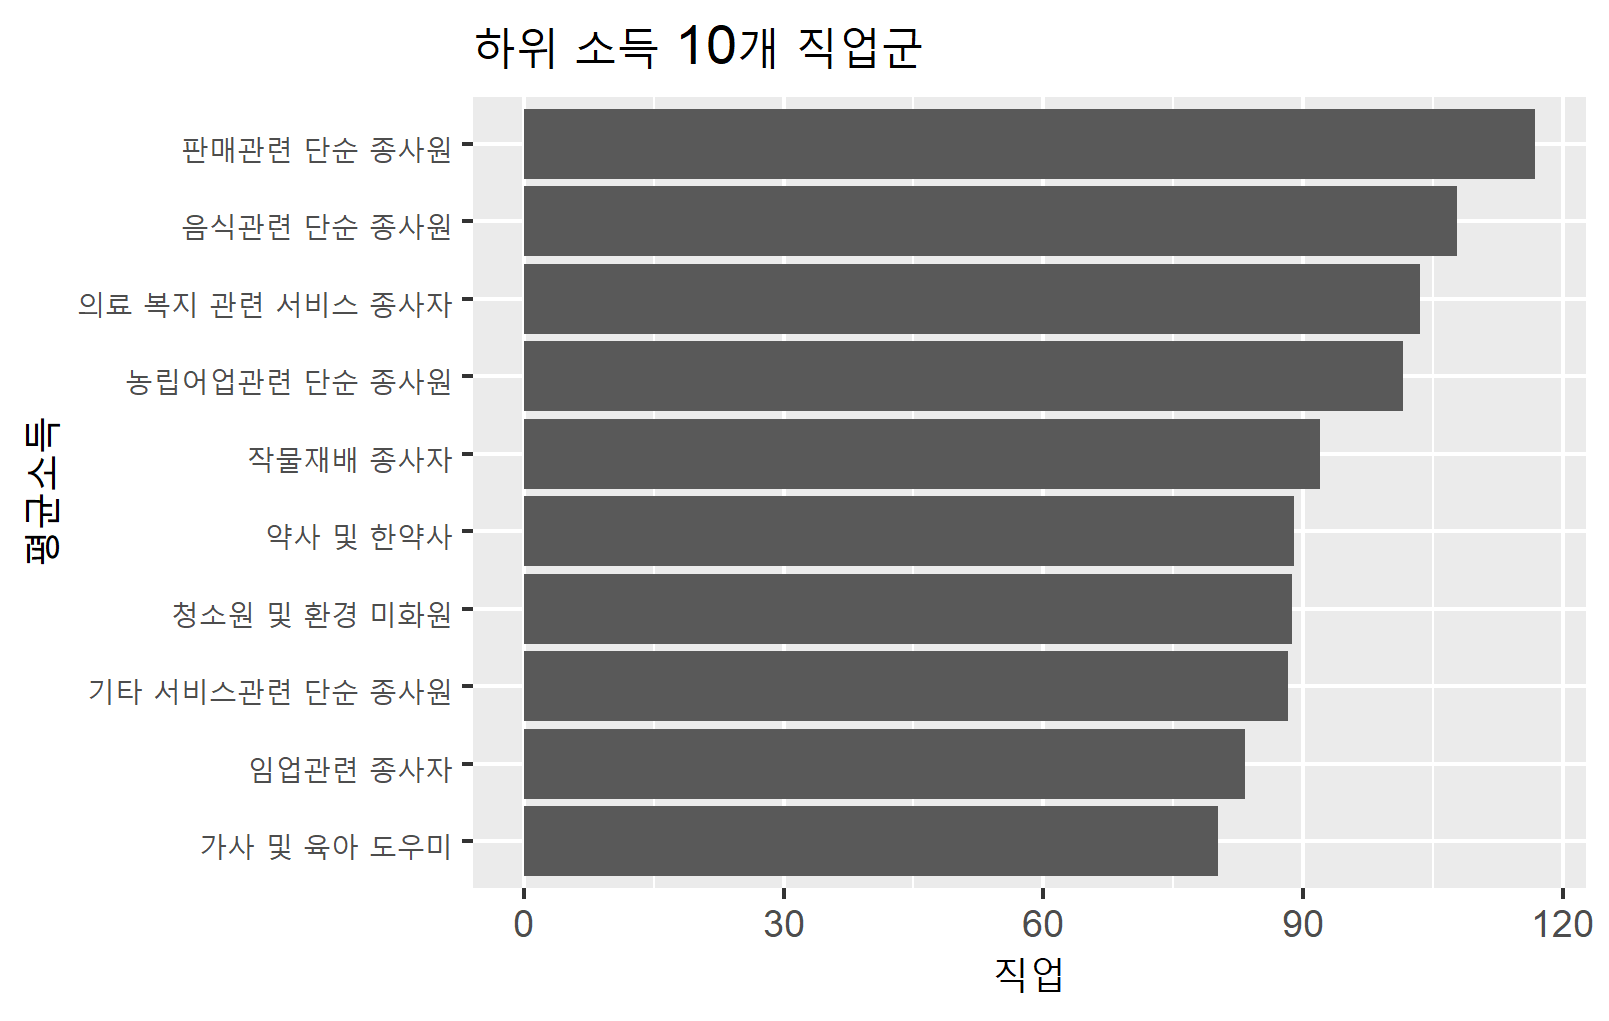 하위 소득 10개 직업군
판매관련 단순 종사원
음식관련 단순 종사원
의료 복지 관련 서비스 종사자
농립어업관련 단순 종사원
작물재배 종사자
약사 및 한약사
청소원 및 환경 미화원
기타 서비스관련 단순 종사원
임업관련 종사자
가사 및 육아 도우미
평균소득
0 30 60 90 120
직업